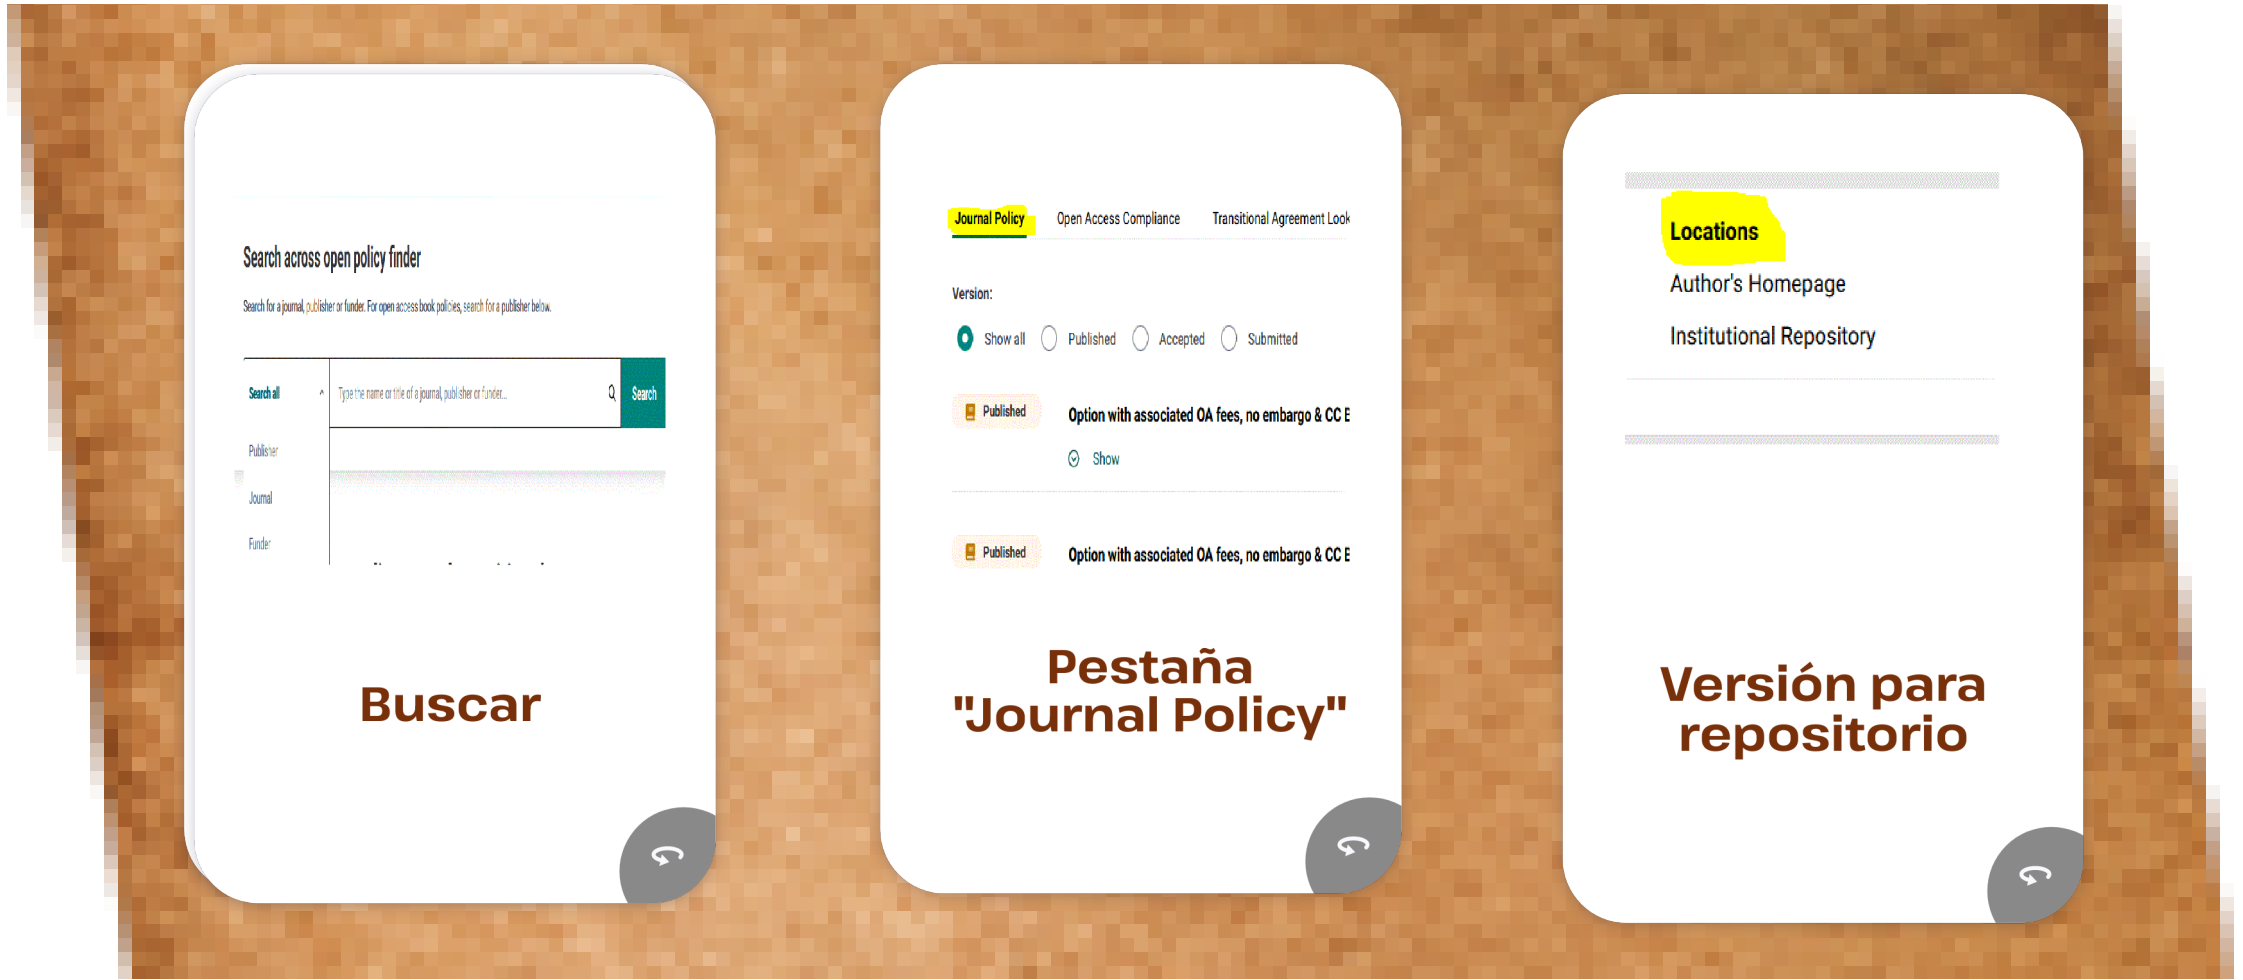 Search across open policy finder
Search for a journal, publisher or funder. For open access book policies, search for a publisher below.
Search all
Type the name or title of a journal, publisher or funder...
Search
Publisher
Journal
Funder
Buscar
Journal Policy Open Access Compliance Transitional Agreement Look
Version:
Show all Published Accepted Submitted
Published Option with associated OA fees, no embargo & CC B
Show
Published Option with associated OA fees, no embargo & CC B
Pestaña
"Journal Policy"
Locations
Author's Homepage
Institutional Repository
Versión para
repositorio